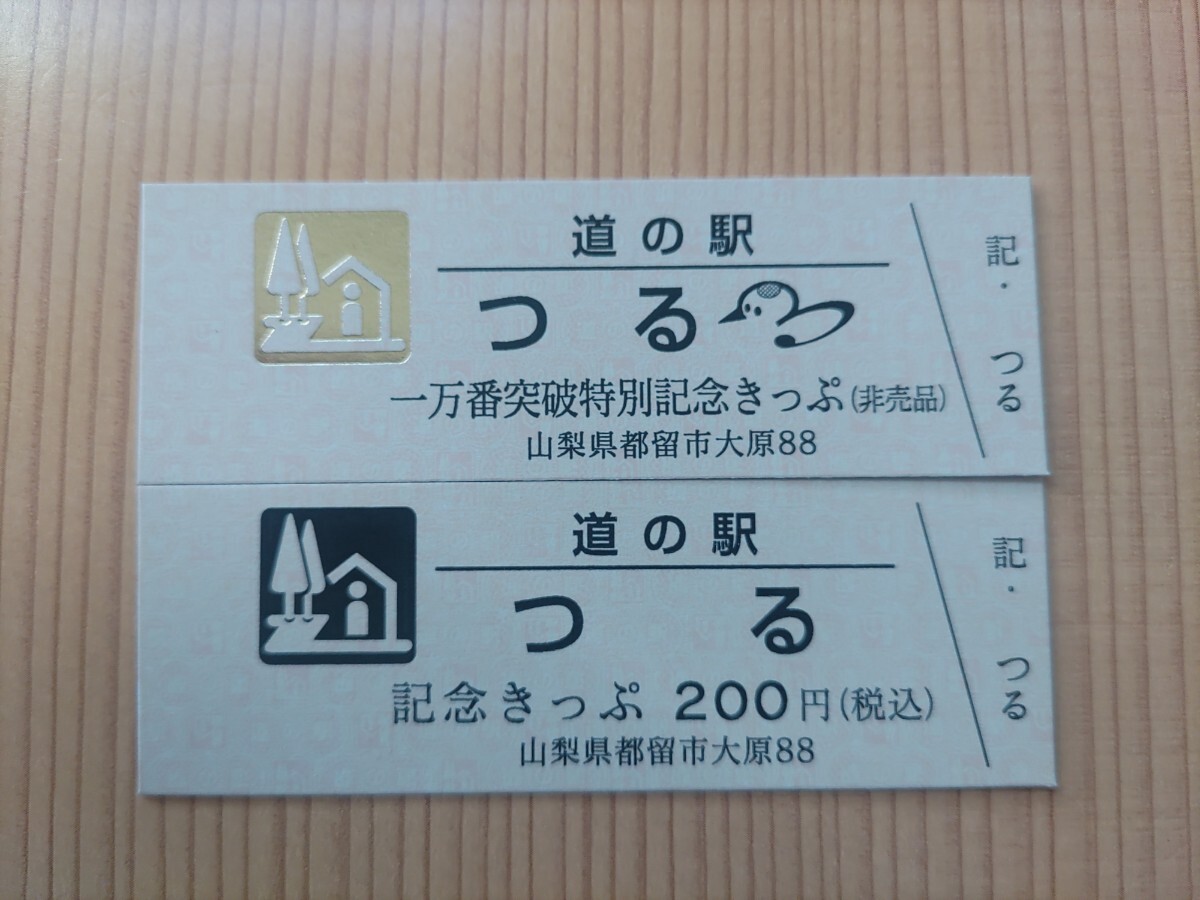 道の駅
つる
一万番突破特別記念きっぷ(非売品)
山梨県都留市大原88
記・つる
道の駅
つる
記念きっぷ 200円(税込)
山梨県都留市大原88
記・つる